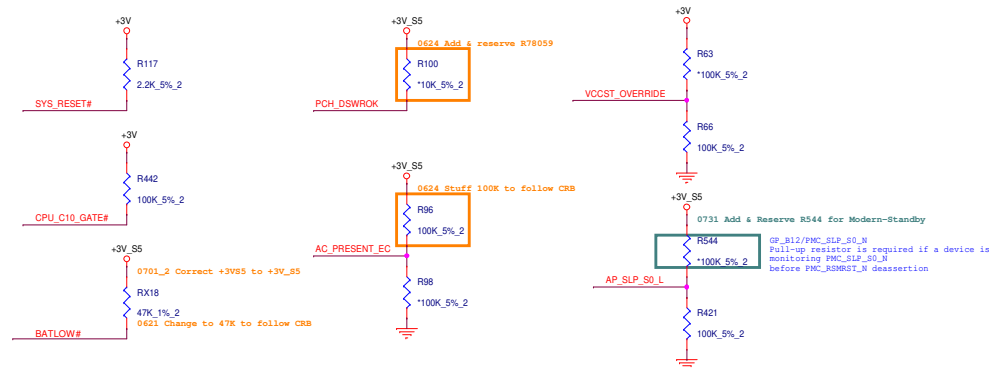 +3V
R117
2.2K_5%_2
SYS_RESET#
+3V
R442
100K_5%_2
CPU_C10_GATE#
+3V_S5
0701_2 Correct +3VS5 to +3V_S5
RX18
47K_1%_2
0621 Change to 47K to follow CRB
BATLOW#
+3V_S5
0624 Add & reserve R78059
R100
*10K_5%_2
PCH_DSWROK
+3V_S5
0624 Stuff 100K to follow CRB
R96
100K_5%_2
AC_PRESENT_EC
R98
*100K_5%_2
+3V
R63
*100K_5%_2
VCCST_OVERRIDE
R66
100K_5%_2
+3V_S5
0731 Add & Reserve R544 for Modern-Standby
R544
*100K_5%_2
GP_B12/PMC_SLP_S0_N
Pull-up resistor is required if a device is
monitoring PMC_SLP_S0_N
before PMC_RSMRST_N deassertion
AP_SLP_S0_L
R421
100K_5%_2